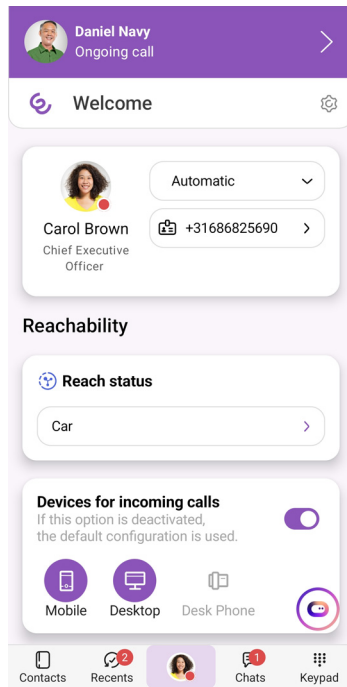 Daniel Navy
Ongoing call
Welcome
Automatic
+31686825690
Carol Brown
Chief Executive
Officer
Reachability
Reach status
Car
Devices for incoming calls
If this option is deactivated,
the default configuration is used.
Mobile Desktop Desk Phone
2 1
Contacts Recents Chats Keypad